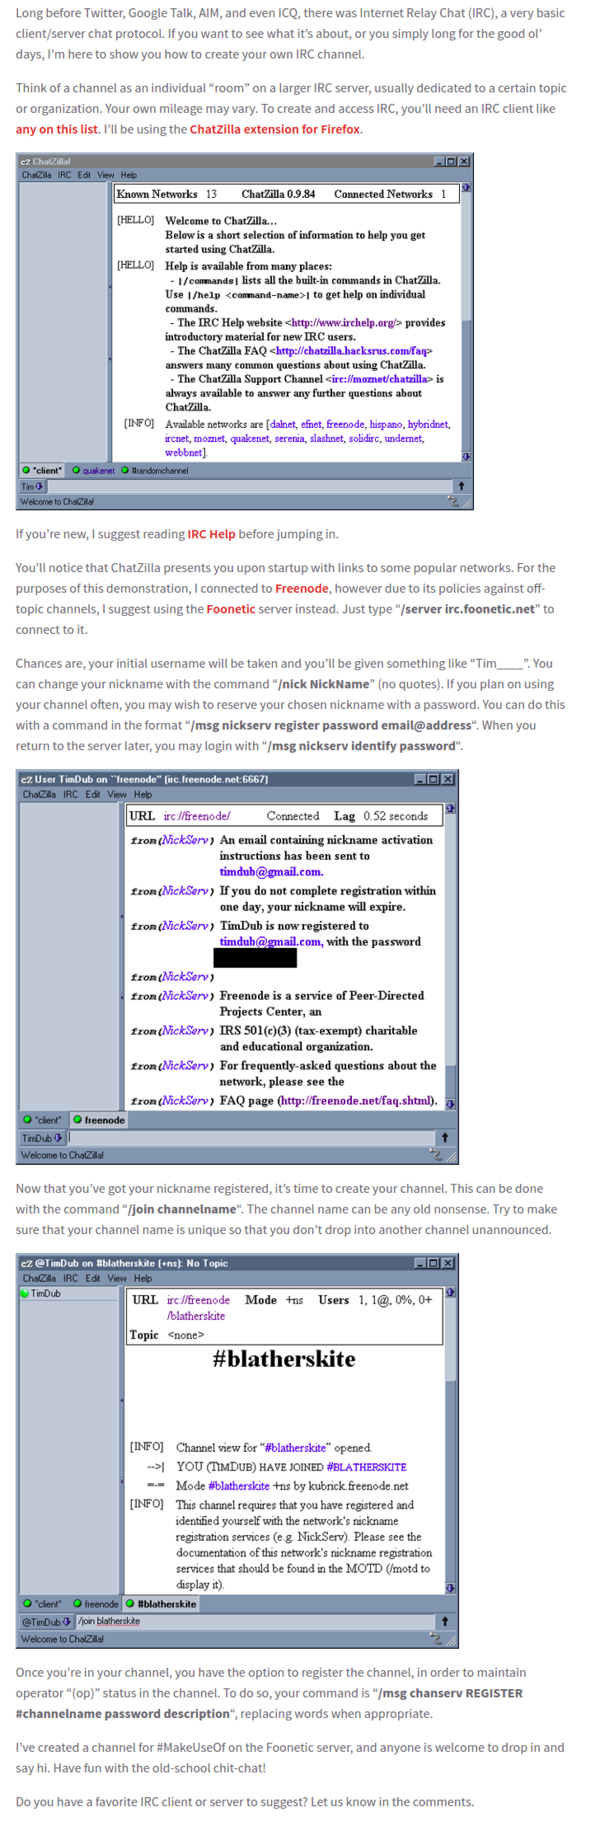 Long before Twitter, Google Talk, AIM, and even ICQ, there was Internet Relay Chat (IRC), a very basic
client/server chat protocol. If you want to see what it's about, or you simply long for the good ol'
days, I'm here to show you how to create your own IRC channel.
Think of a channel as an individual “room” on a larger IRC server, usually dedicated to a certain topic
or organization. Your own mileage may vary. To create and access IRC, you'll need an IRC client like
any on this list. I'll be using the ChatZilla extension for Firefox.
cz ChatZilla!
ChatZilla IRC Edit View Help
Known Networks 13 ChatZilla 0.9.84 Connected Networks 1
[HELLO] Welcome to ChatZilla...
Below is a short selection of information to help you get
started using ChatZilla.
[HELLO] Help is available from many places:
- |/commands| lists all the built-in commands in ChatZilla.
Use |/help <command-name>| to get help on individual
commands.
- The IRC Help website <http://www.irchelp.org/> provides
introductory material for new IRC users.
- The ChatZilla FAQ <http://chatzilla.hacksrus.com/faq>
answers many common questions about using ChatZilla.
- The ChatZilla Support Channel <irc://moznet/chatzilla> is
always available to answer any further questions about
ChatZilla.
[INFO] Available networks are [dalnet, efnet, freenode, hispano, hybridnet,
ircnet, moznet, quakenet, serenia, slashnet, solidirc, undernet,
webbnet].
*client* quakenet #randomchannel
Tim
Welcome to ChatZilla!
If you're new, I suggest reading IRC Help before jumping in.
You'll notice that ChatZilla presents you upon startup with links to some popular networks. For the
purposes of this demonstration, I connected to Freenode, however due to its policies against off-
topic channels, I suggest using the Foonetic server instead. Just type “/server irc.foonetic.net” to
connect to it.
Chances are, your initial username will be taken and you'll be given something like “Tim____”. You
can change your nickname with the command “/nick NickName” (no quotes). If you plan on using
your channel often, you may wish to reserve your chosen nickname with a password. You can do this
with a command in the format “/msg nickserv register password email@address“. When you
return to the server later, you may login with “/msg nickserv identify password“.
cz User TimDub on ``freenode'' (irc.freenode.net:6667)
ChatZilla IRC Edit View Help
URL irc://freenode/ Connected Lag 0.52 seconds
from(NickServ) An email containing nickname activation
instructions has been sent to
timdub@gmail.com.
from(NickServ) If you do not complete registration within
one day, your nickname will expire.
from(NickServ) TimDub is now registered to
timdub@gmail.com, with the password
from(NickServ)
from(NickServ) Freenode is a service of Peer-Directed
Projects Center, an
from(NickServ) IRS 501(c)(3) (tax-exempt) charitable
and educational organization.
from(NickServ) For frequently-asked questions about the
network, please see the
from(NickServ) FAQ page (http://freenode.net/faq.shtml).
*client* freenode
TimDub
Welcome to ChatZilla!
Now that you've got your nickname registered, it's time to create your channel. This can be done
with the command “/join channelname“. The channel name can be any old nonsense. Try to make
sure that your channel name is unique so that you don't drop into another channel unannounced.
cz @TimDub on #blatherskite (+ns): No Topic
ChatZilla IRC Edit View Help
TimDub
URL irc://freenode Mode +ns Users 1, 1@, 0%, 0+
/blatherskite
Topic <none>
#blatherskite
[INFO] Channel view for “#blatherskite” opened.
-->| YOU (TIMDUB) HAVE JOINED #BLATHERSKITE
=-= Mode #blatherskite +ns by kubrick.freenode.net
[INFO] This channel requires that you have registered and
identified yourself with the network's nickname
registration services (e.g. NickServ). Please see the
documentation of this network's nickname registration
services that should be found in the MOTD (/motd to
display it).
*client* freenode #blatherskite
@TimDub /join blatherskite
Welcome to ChatZilla!
Once you're in your channel, you have the option to register the channel, in order to maintain
operator “(op)” status in the channel. To do so, your command is “/msg chanserv REGISTER
#channelname password description“, replacing words when appropriate.
I've created a channel for #MakeUseOf on the Foonetic server, and anyone is welcome to drop in and
say hi. Have fun with the old-school chit-chat!
Do you have a favorite IRC client or server to suggest? Let us know in the comments.